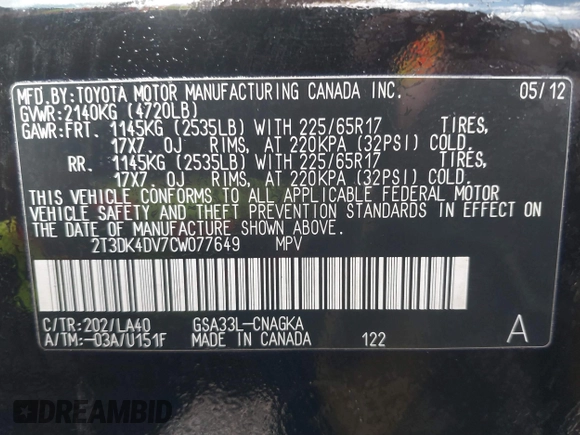 MFD.BY:TOYOTA MOTOR MANUFACTURING CANADA INC. 05/12
GVWR:2140KG (4720LB)
GAWR:FRT. 1145KG (2535LB) WITH 225/65R17 TIRES,
17X7.0J RIMS, AT 220KPA (32PSI) COLD.
RR. 1145KG (2535LB) WITH 225/65R17 TIRES,
17X7.0J RIMS, AT 220KPA (32PSI) COLD.
THIS VEHICLE CONFORMS TO ALL APPLICABLE FEDERAL MOTOR
VEHICLE SAFETY AND THEFT PREVENTION STANDARDS IN EFFECT ON
THE DATE OF MANUFACTURE SHOWN ABOVE.
2T3DK4DV7CW077649 MPV
C/TR:202/LA40 GSA33L-CNAGKA
A/TM:-03A/U151F MADE IN CANADA 122 A
DREAMBID